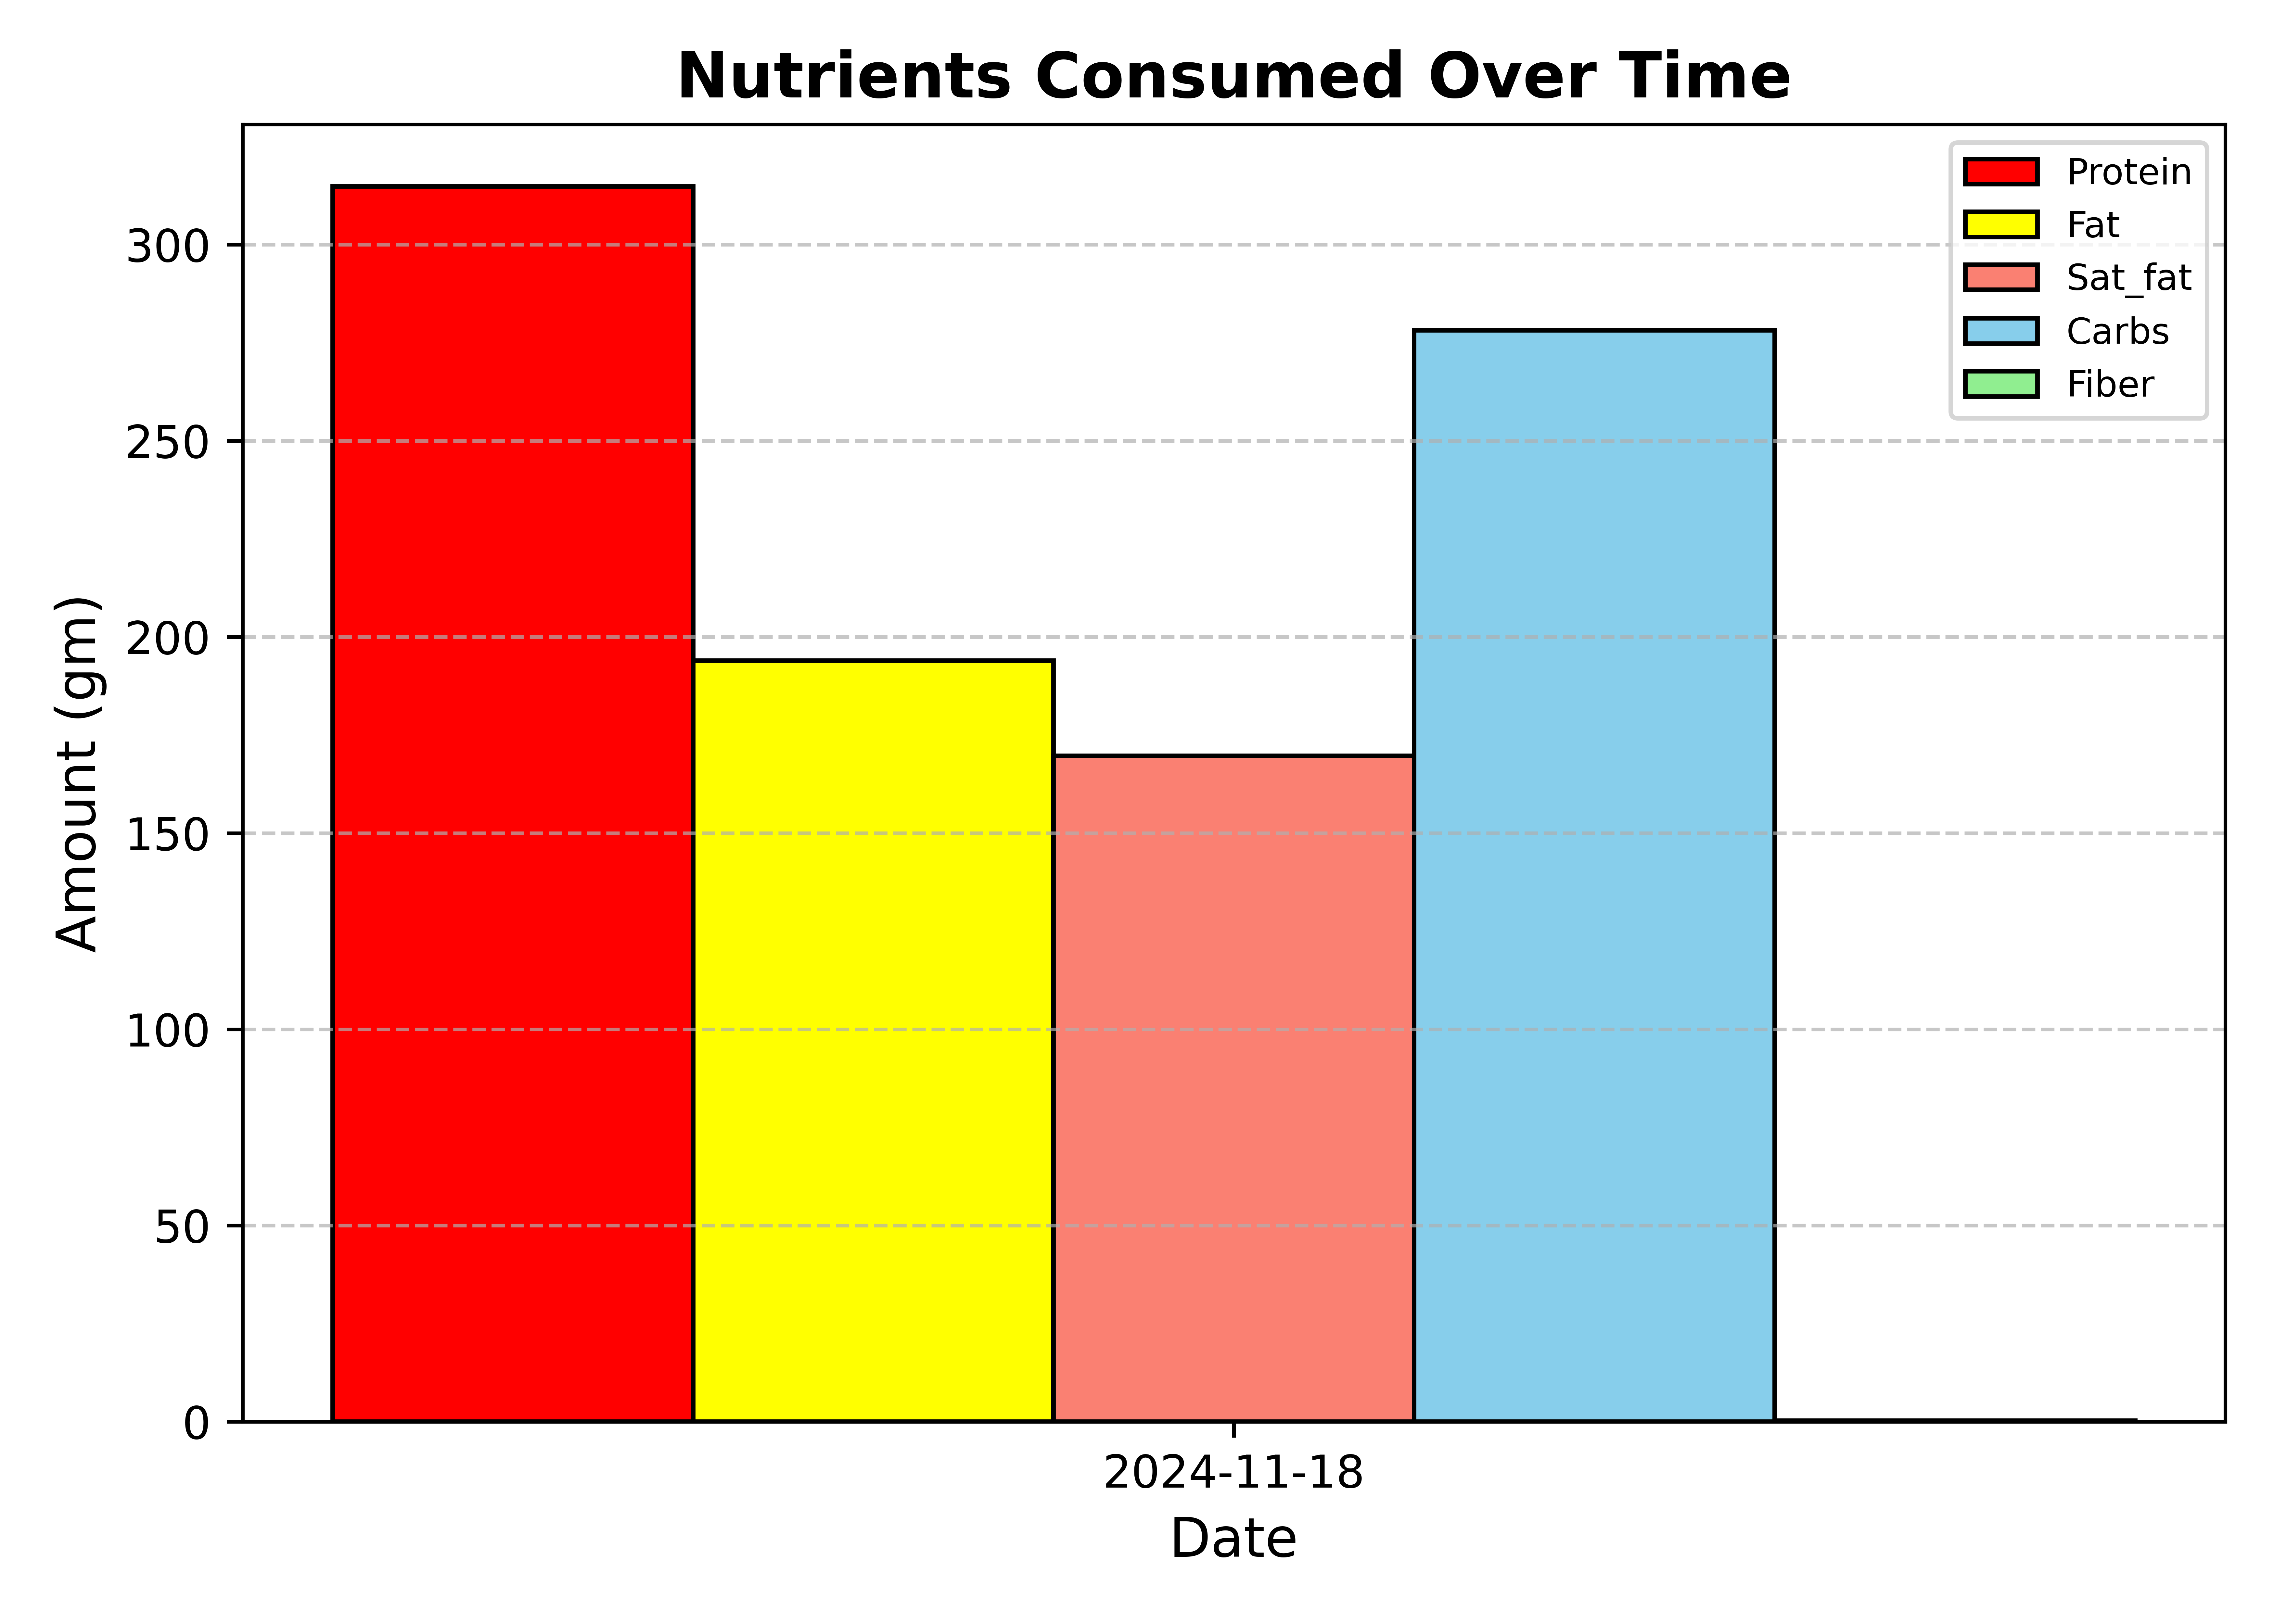 Nutrients Consumed Over Time
Protein
Fat
Sat_fat
Carbs
Fiber
Amount (gm)
300
250
200
150
100
50
0
2024-11-18
Date